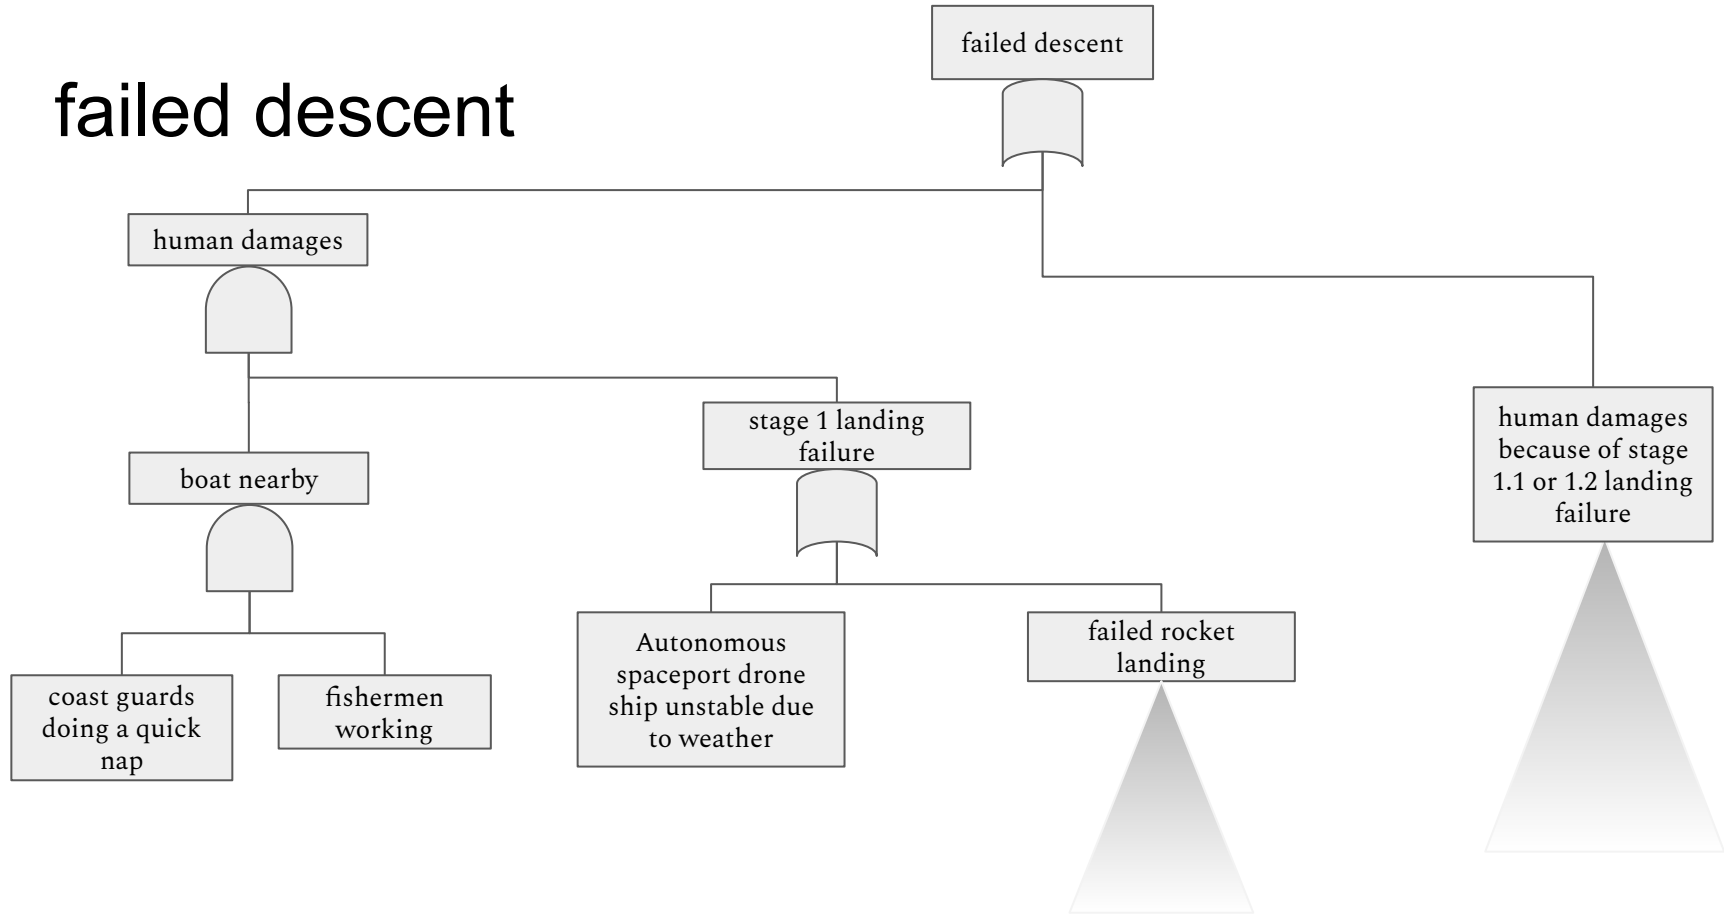 failed descent
failed descent
human damages
stage 1 landing
failure
human damages
because of stage
1.1 or 1.2 landing
failure
boat nearby
Autonomous
spaceport drone
ship unstable due
to weather
failed rocket
landing
coast guards
doing a quick
nap
fishermen
working